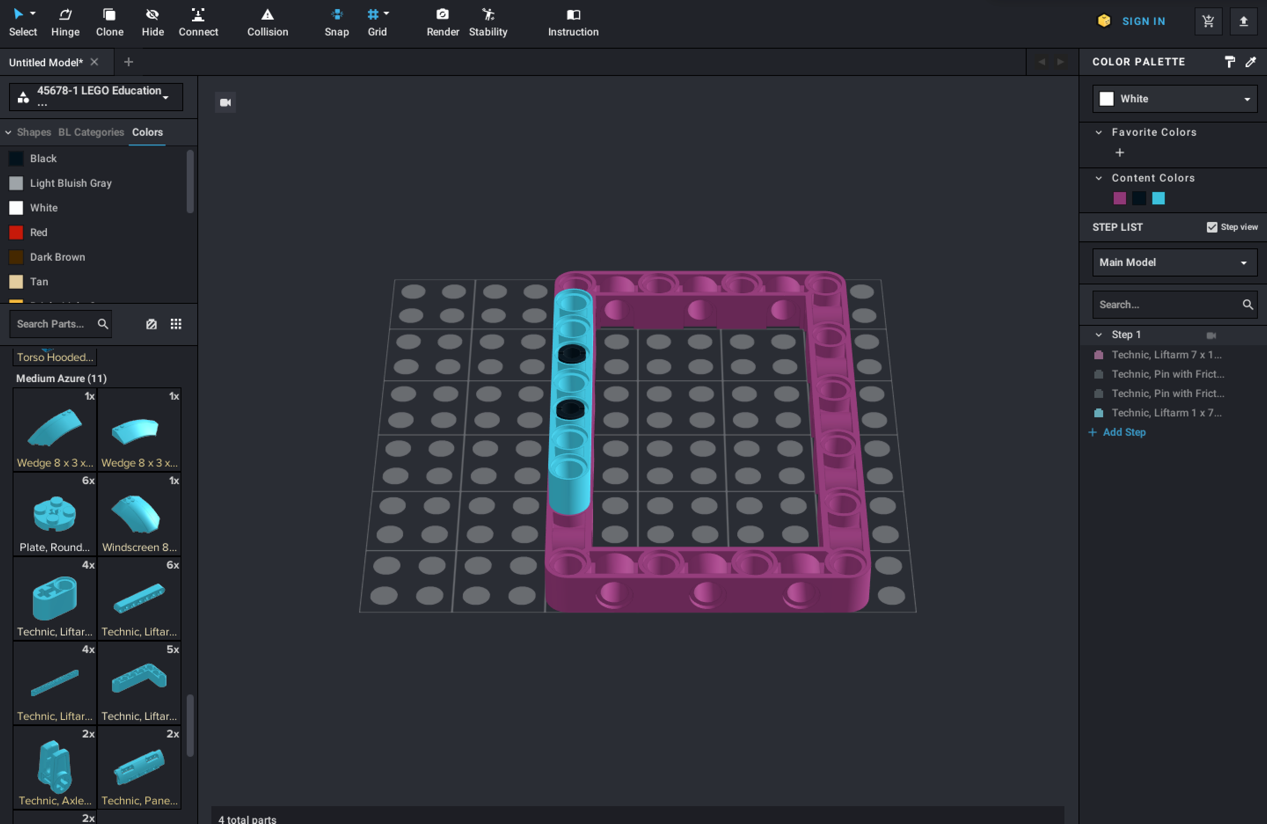 Select
Hinge
Clone
Hide
Connect
Collision
Snap
Grid
Render
Stability
Instruction
SIGN IN
Untitled Model*
45678-1 LEGO Education
...
Shapes BL Categories Colors
Black
Light Bluish Gray
White
Red
Dark Brown
Tan
Search Parts...
Torso Hooded...
Medium Azure (11)
1x 1x
Wedge 8 x 3 x... Wedge 8 x 3 x...
6x 1x
Plate, Round... Windscreen 8...
4x 6x
Technic, Liftar... Technic, Liftar...
4x 5x
Technic, Liftar... Technic, Liftar...
2x 2x
Technic, Axle... Technic, Pane...
2x
4 total parts
COLOR PALETTE
White
Favorite Colors
Content Colors
STEP LIST Step view
Main Model
Search...
Step 1
Technic, Liftarm 7 x 1...
Technic, Pin with Frict...
Technic, Pin with Frict...
Technic, Liftarm 1 x 7...
+ Add Step